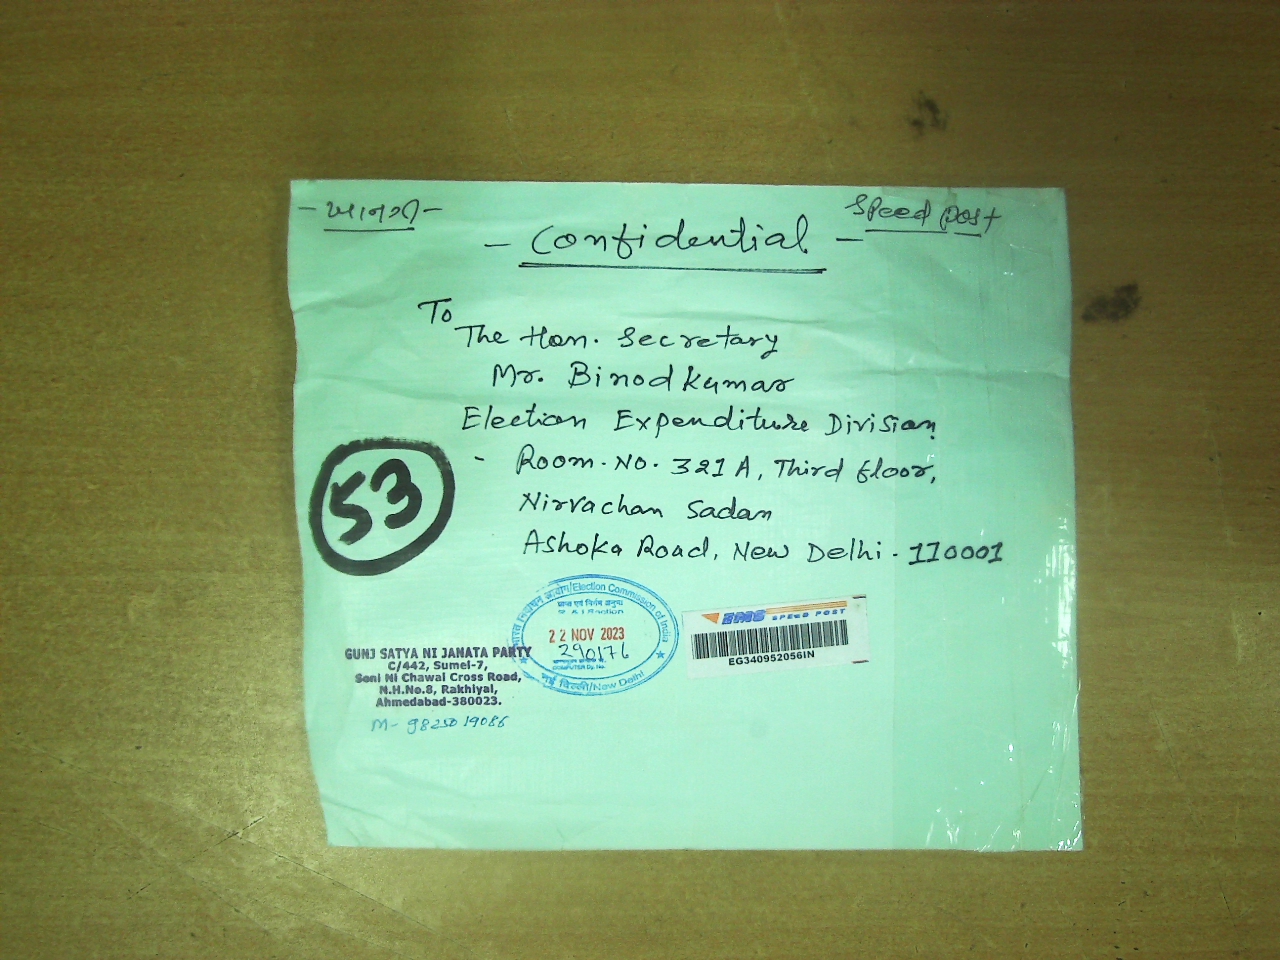 - ખાનગી -
Speed post
- Confidential -
To
The Hon. Secretary
Mr. Binodkumar
Election Expenditure Division
- Room. No. 321 A, Third floor,
Nirvachan Sadan
Ashoka Road, New Delhi - 110001
53
भारत निर्वाचन आयोग/Election Commission of India
प्राप्त एवं निर्गम अनुभाग
R & I Section
22 NOV 2023
290176
COMPUTER Dy. No.
नई दिल्ली/New Delhi
EMS SPEED POST
EG340952056IN
GUNJ SATYA NI JANATA PARTY
C/442, Sumel-7,
Soni Ni Chawal Cross Road,
N.H.No.8, Rakhiyal,
Ahmedabad-380023.
M- 9825019086